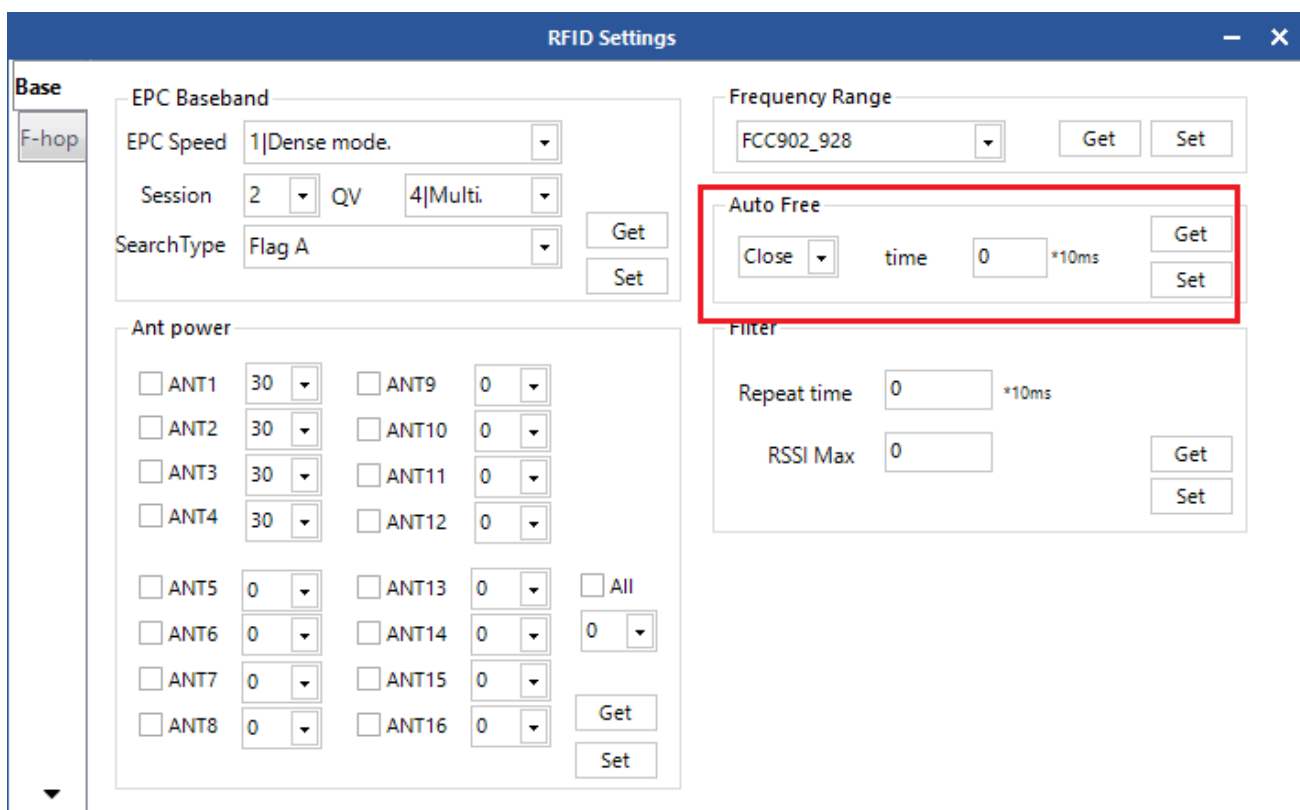 RFID Settings
Base
F-hop
EPC Baseband
EPC Speed 1|Dense mode.
Session 2 QV 4|Multi.
SearchType Flag A
Get
Set
Frequency Range
FCC902_928 Get Set
Auto Free
Close time 0 *10ms
Get
Set
Ant power
ANT1 30 ANT9 0
ANT2 30 ANT10 0
ANT3 30 ANT11 0
ANT4 30 ANT12 0
ANT5 0 ANT13 0 All
ANT6 0 ANT14 0 0
ANT7 0 ANT15 0
ANT8 0 ANT16 0
Get
Set
Filter
Repeat time 0 *10ms
RSSI Max 0
Get
Set